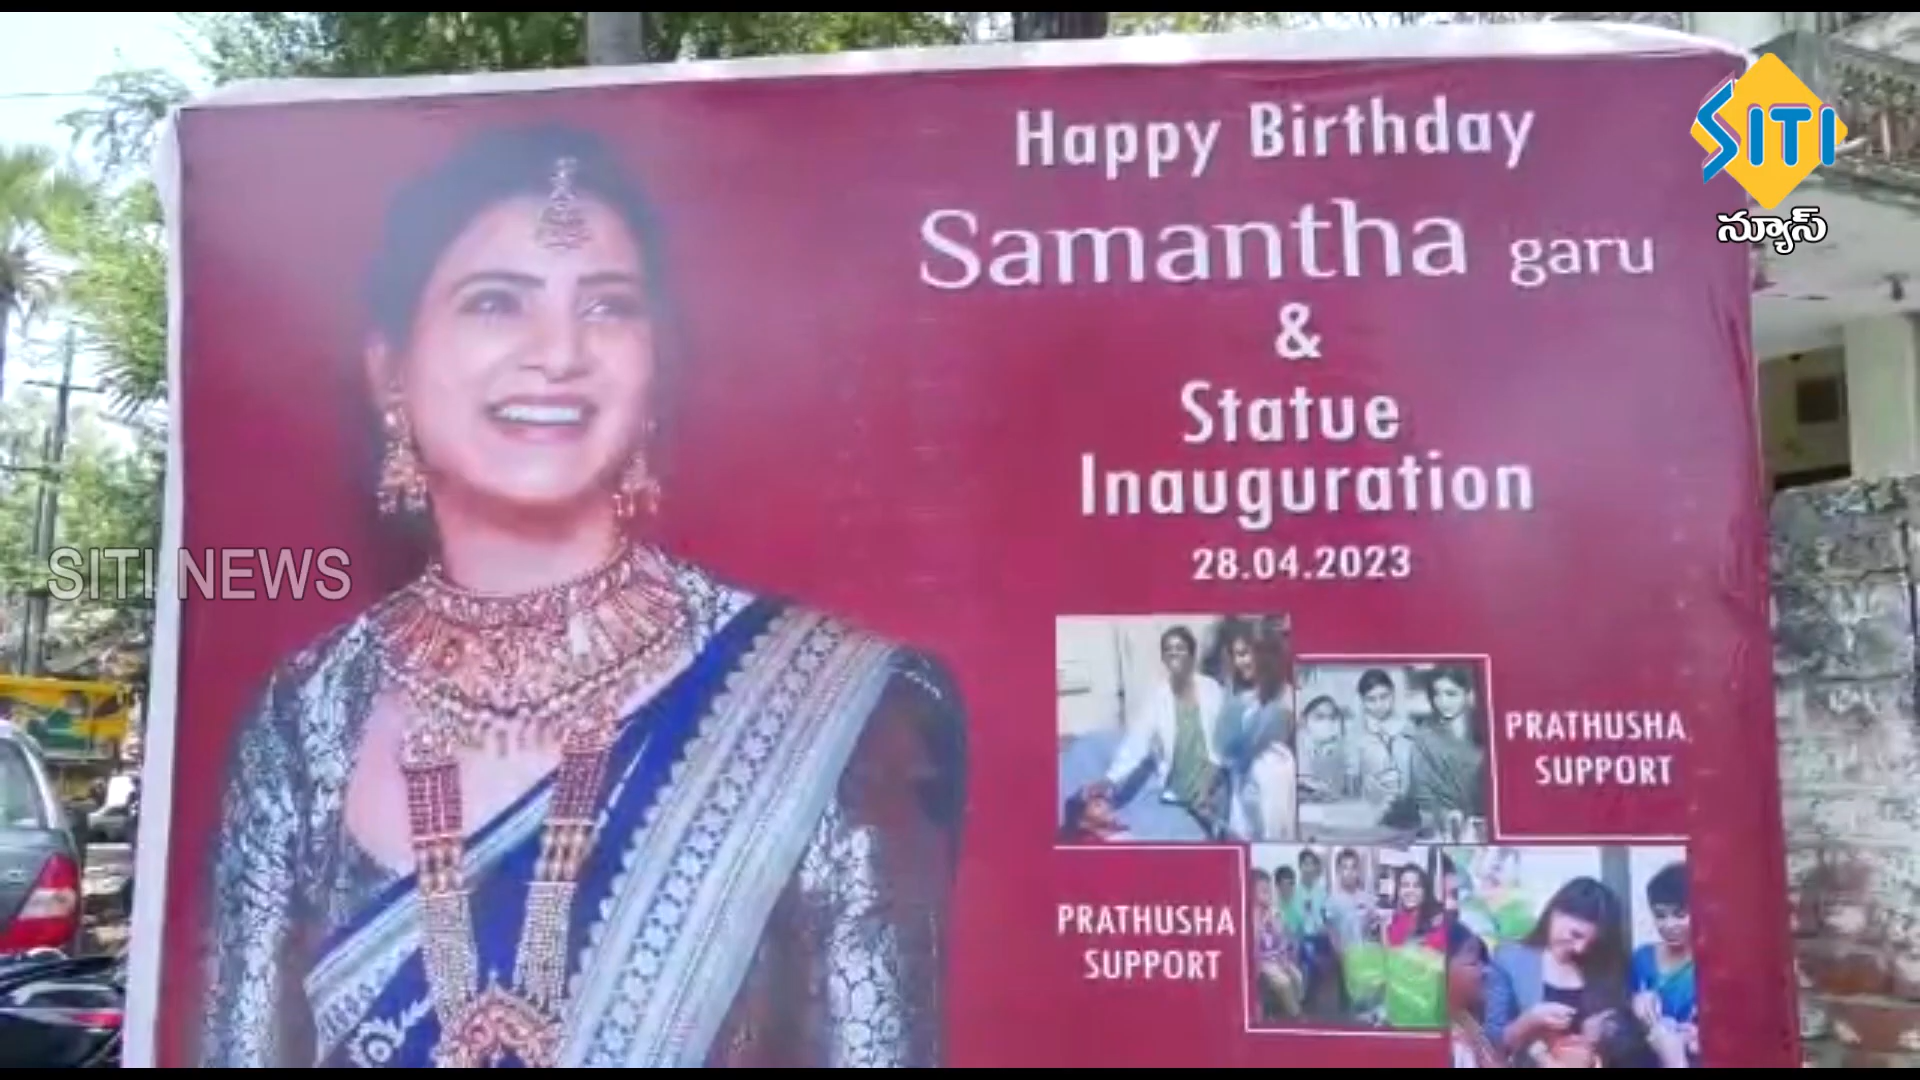 Happy Birthday
Samantha garu
&
Statue
Inauguration
28.04.2023
PRATHUSHA
SUPPORT
PRATHUSHA
SUPPORT
SITI
న్యూస్
SITI NEWS